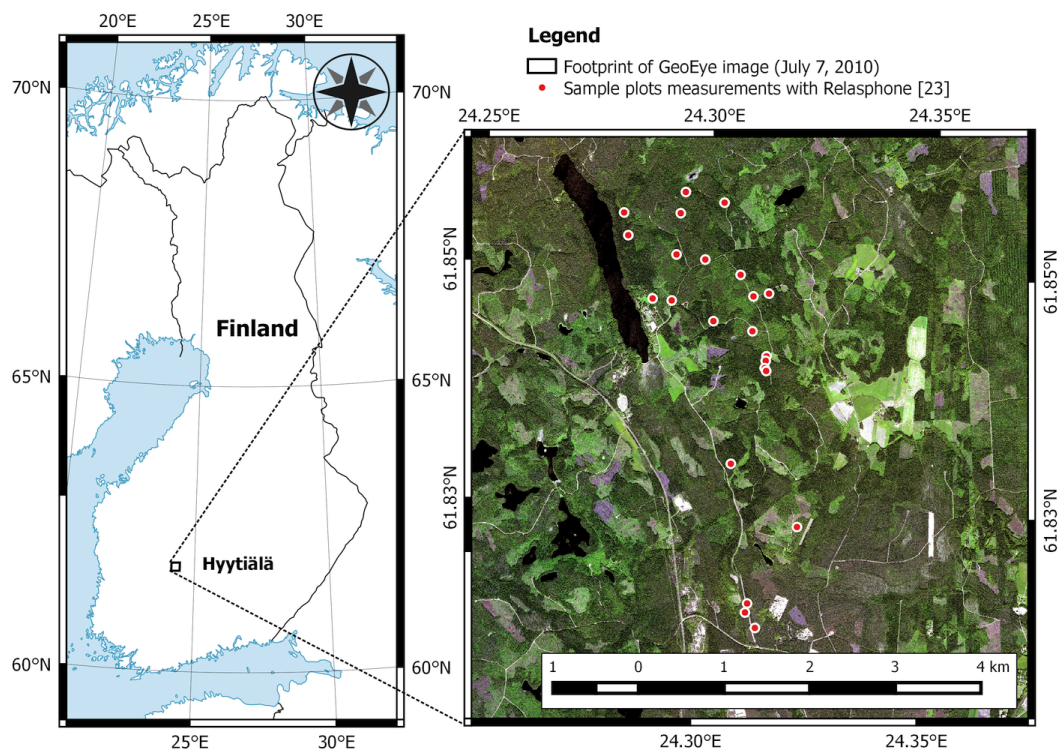 20°E 25°E 30°E
Legend
Footprint of GeoEye image (July 7, 2010)
Sample plots measurements with Relasphone [23]
70°N 70°N
24.25°E 24.30°E 24.35°E
61.85°N 61.85°N
Finland
65°N 65°N
61.83°N 61.83°N
Hyytiälä
60°N 60°N
1 0 1 2 3 4 km
25°E 30°E
24.30°E 24.35°E